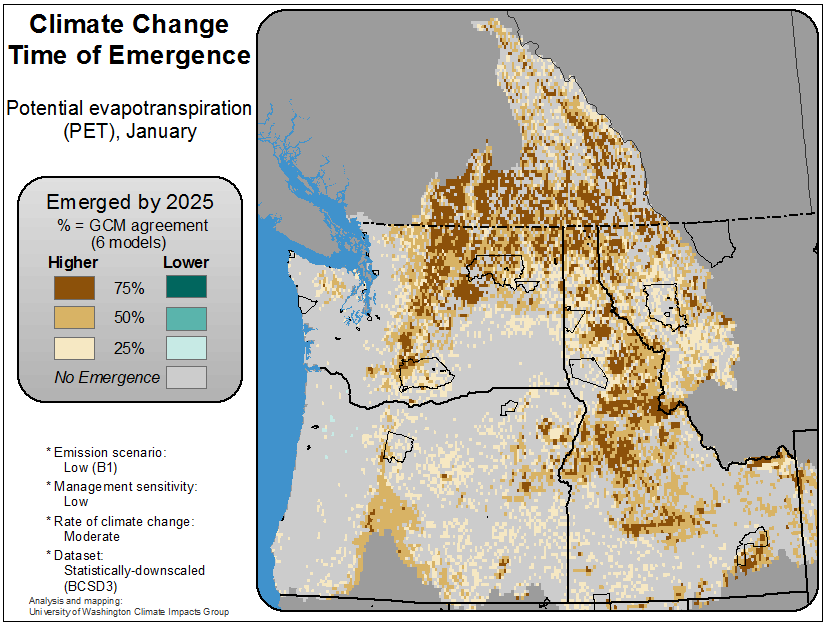 Climate Change
Time of Emergence
Potential evapotranspiration
(PET), January
Emerged by 2025
% = GCM agreement
(6 models)
Higher Lower
75%
50%
25%
No Emergence
* Emission scenario:
Low (B1)
* Management sensitivity:
Low
* Rate of climate change:
Moderate
* Dataset:
Statistically-downscaled
(BCSD3)
Analysis and mapping:
University of Washington Climate Impacts Group